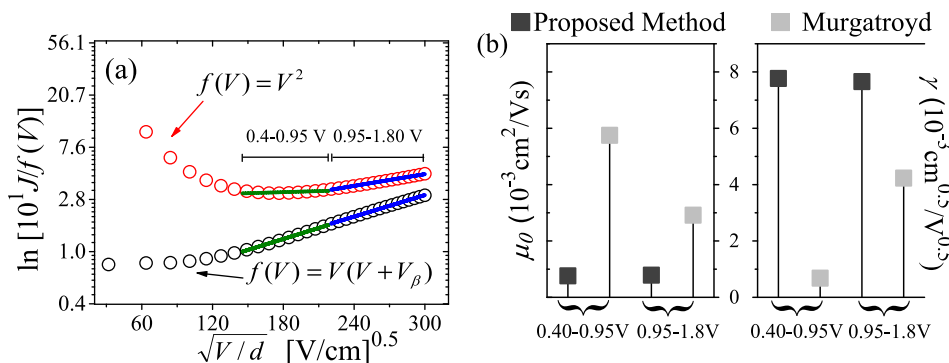 (a)
56.1
20.7
7.6
2.8
1.0
0.4
ln [10¹ J/f(V)]
f(V)=V²
0.4-0.95 V
0.95-1.80 V
f(V)=V(V+Vᵦ)
60
120
180
240
300
√V/d [V/cm]^0.5
(b)
Proposed Method
Murgatroyd
μ₀ (10⁻³cm²/Vs)
0.40-0.95V
0.95-1.8V
8
6
4
2
0
0.40-0.95V
0.95-1.8V
γ (10⁻³cm^0.5/V^0.5)